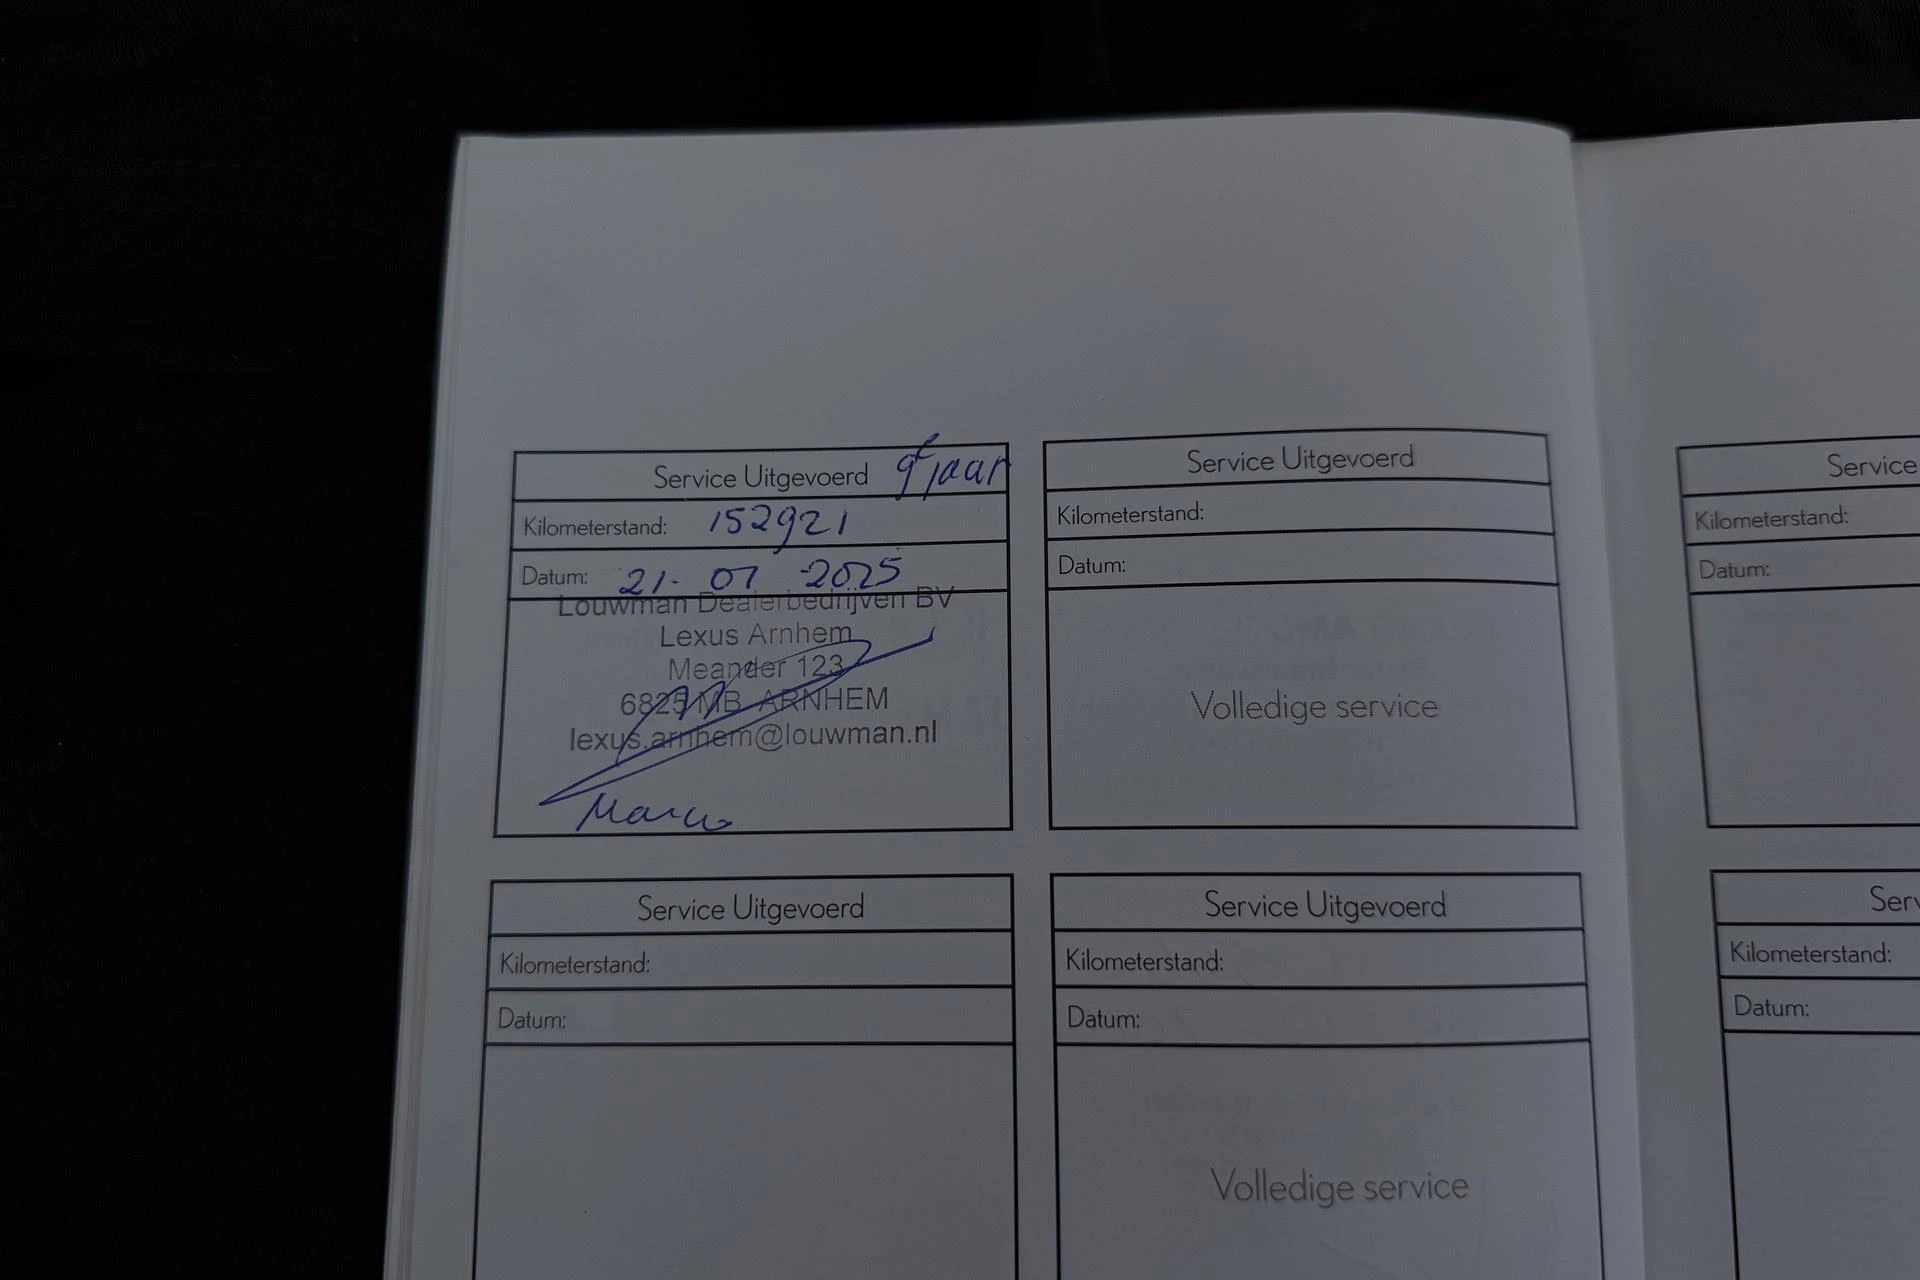 Service Uitgevoerd 9e jaar
Kilometerstand: 152921
Datum: 21-07-2025
Louwman Dealerbedrijven BV
Lexus Arnhem
Meander 123
6825 MB ARNHEM
lexus.arnhem@louwman.nl
Marco
Service Uitgevoerd
Kilometerstand:
Datum:
Volledige service
Service
Kilometerstand:
Datum:
Service Uitgevoerd
Kilometerstand:
Datum:
Service Uitgevoerd
Kilometerstand:
Datum:
Volledige service
Kilometerstand:
Datum: